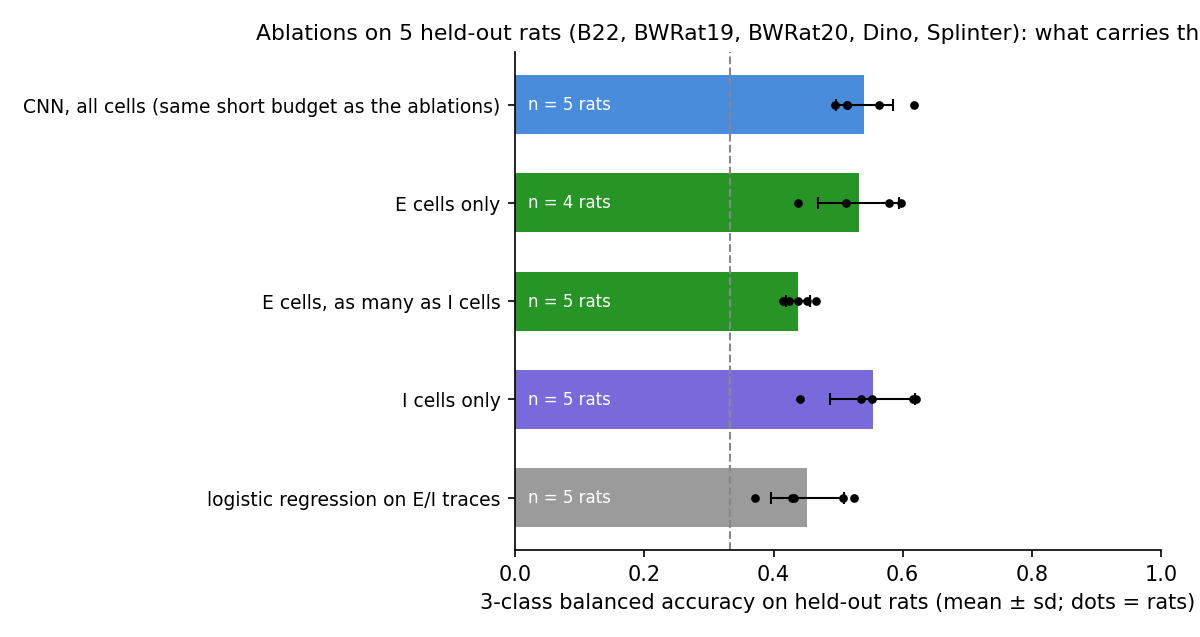 Ablations on 5 held-out rats (B22, BWRat19, BWRat20, Dino, Splinter): what carries th
CNN, all cells (same short budget as the ablations)
n = 5 rats
E cells only
n = 4 rats
E cells, as many as I cells
n = 5 rats
I cells only
n = 5 rats
logistic regression on E/I traces
n = 5 rats
0.0 0.2 0.4 0.6 0.8 1.0
3-class balanced accuracy on held-out rats (mean ± sd; dots = rats)